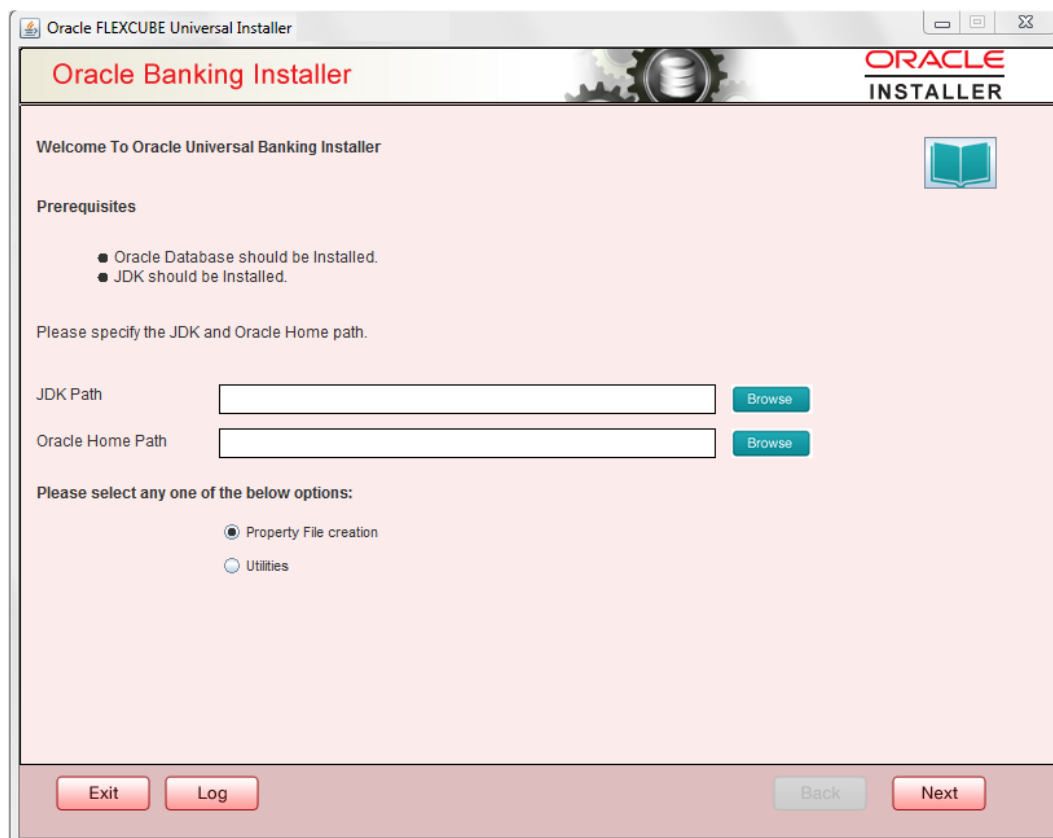 Oracle FLEXCUBE Universal Installer
Oracle Banking Installer
ORACLE
INSTALLER
Welcome To Oracle Universal Banking Installer
Prerequisites
Oracle Database should be Installed.
JDK should be Installed.
Please specify the JDK and Oracle Home path.
JDK Path
Browse
Oracle Home Path
Browse
Please select any one of the below options:
Property File creation
Utilities
Exit
Log
Back
Next